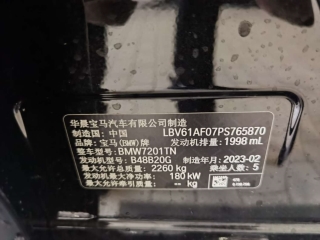 华晨宝马汽车有限公司制造
制造国: 中国 LBV61AF07PS765870
品牌: 宝马(BMW)牌 发动机排量: 1998 mL
整车型号: BMW7201TN
发动机型号: B48B20G 制造年月: 2023-02
最大允许总质量: 2260 kg 乘坐人数: 5
发动机最大净功率: 180 kW
最大允许 -- kg